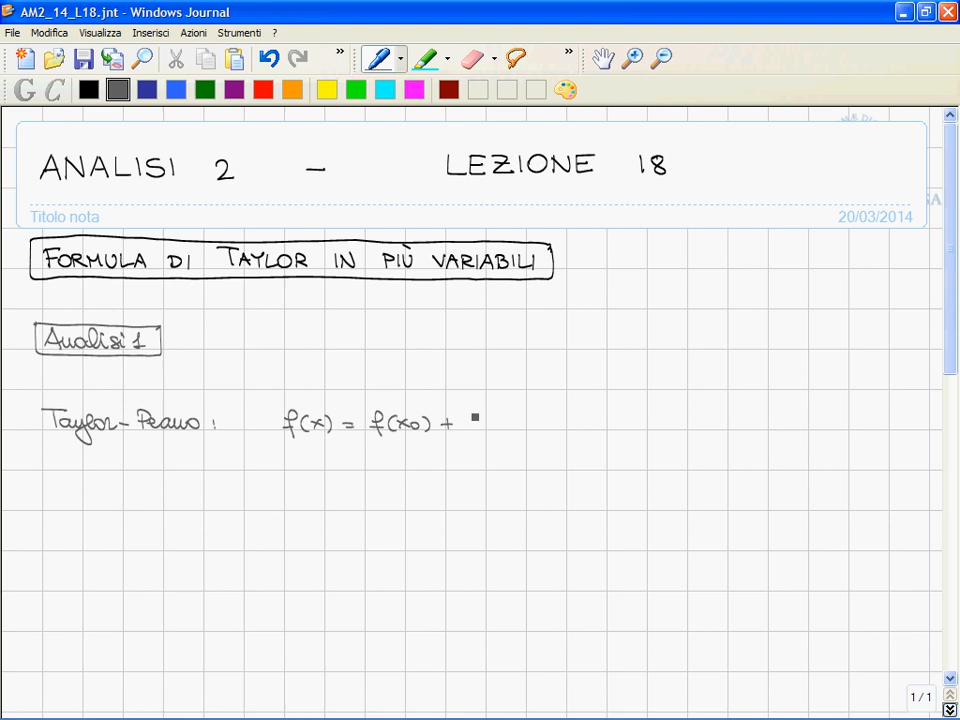 AM2_14_L18.jnt - Windows Journal
File Modifica Visualizza Inserisci Azioni Strumenti ?
ANALISI 2 - LEZIONE 18
Titolo nota 20/03/2014
FORMULA DI TAYLOR IN PIÙ VARIABILI
Analisi 1
Taylor-Peano: f(x) = f(x0) +
1 / 1